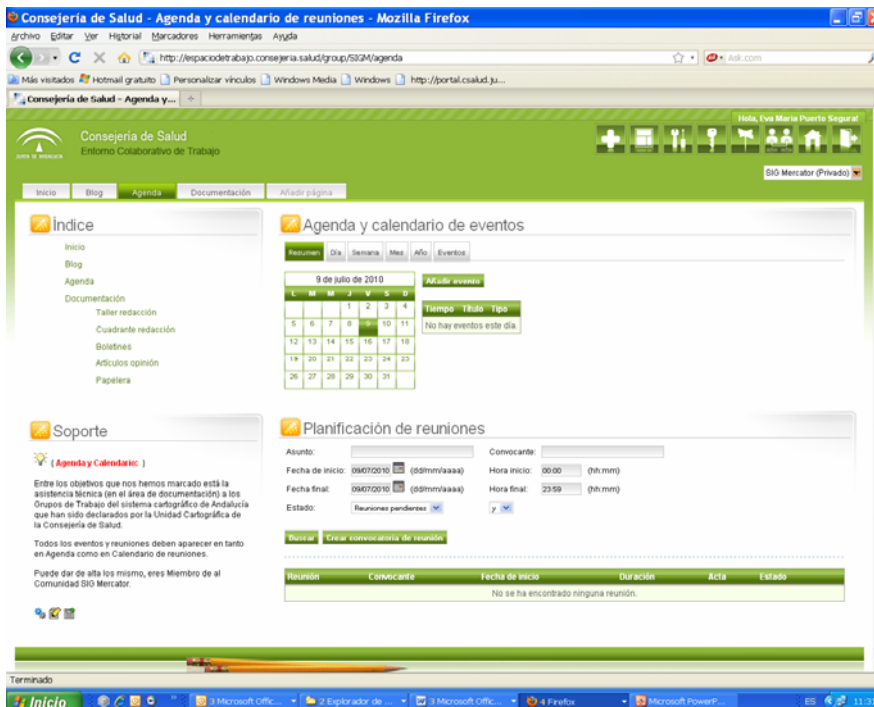 Consejería de Salud - Agenda y calendario de reuniones - Mozilla Firefox
Archivo Editar Ver Historial Marcadores Herramientas Ayuda
http://espaciodetrabajo.consejeria.salud/group/SIGM/agenda
Ask.com
Más visitados Hotmail gratuito Personalizar vínculos Windows Media Windows http://portal.csalud.ju...
Consejería de Salud - Agenda y...
Hola, Eva María Puerto Segura!
Consejería de Salud
Entorno Colaborativo de Trabajo
JUNTA DE ANDALUCIA
SIG Mercator (Privado)
Inicio Blog Agenda Documentación Añadir página
Índice
Inicio
Blog
Agenda
Documentación
Taller redacción
Cuadrante redacción
Boletines
Artículos opinión
Papelera
Agenda y calendario de eventos
Resumen Día Semana Mes Año Eventos
9 de julio de 2010
L M M J V S D
1 2 3 4
5 6 7 8 9 10 11
12 13 14 15 16 17 18
19 20 21 22 23 24 25
26 27 28 29 30 31
Añade evento
Tiempo Título Tipo
No hay eventos este día.
Soporte
( Agenda y Calendario: )
Entre los objetivos que nos hemos marcado está la
asistencia técnica (en el área de documentación) a los
Grupos de Trabajo del sistema cartográfico de Andalucía
que han sido declarados por la Unidad Cartográfica de
la Consejería de Salud.
Todos los eventos y reuniones deben aparecer en tanto
en Agenda como en Calendario de reuniones.
Puede dar de alta los mismo, eres Miembro de al
Comunidad SIG Mercator.
Planificación de reuniones
Asunto: Convocante:
Fecha de inicio: 09/07/2010 (dd/mm/aaaa) Hora inicio: 00:00 (hh:mm)
Fecha final: 09/07/2010 (dd/mm/aaaa) Hora final: 23:59 (hh:mm)
Estado: Reuniones pendientes y
Buscar Crear convocatoria de reunión
Reunión Convocante Fecha de inicio Duración Acta Estado
No se ha encontrado ninguna reunión.
Terminado
Inicio 3 Microsoft Offic... 2 Explorador de ... 3 Microsoft Offic... 4 Firefox Microsoft PowerP... ES